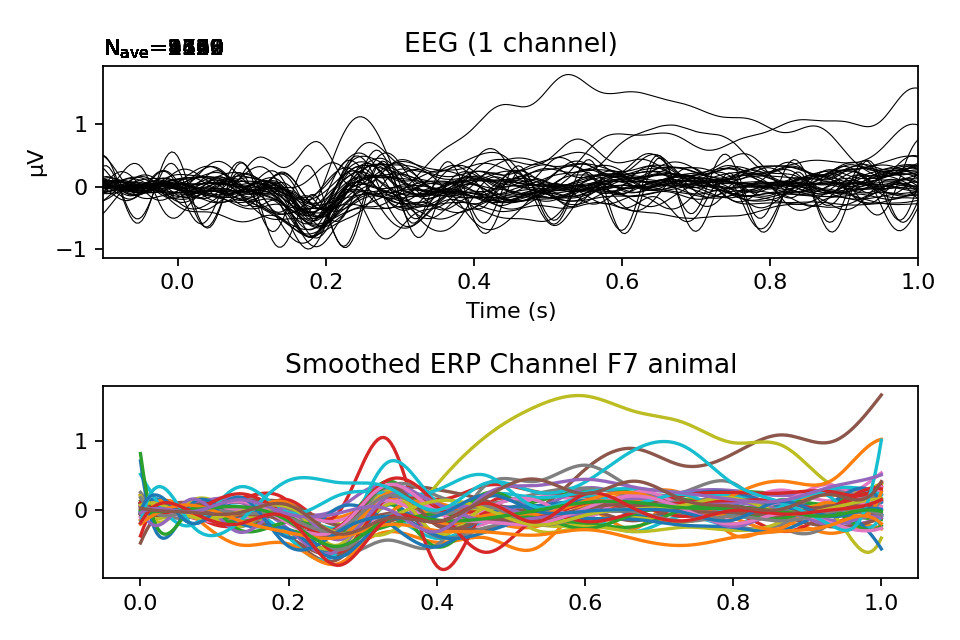 N_ave=
EEG (1 channel)
µV
1
0
−1
0.0 0.2 0.4 0.6 0.8 1.0
Time (s)
Smoothed ERP Channel F7 animal
1
0
0.0 0.2 0.4 0.6 0.8 1.0